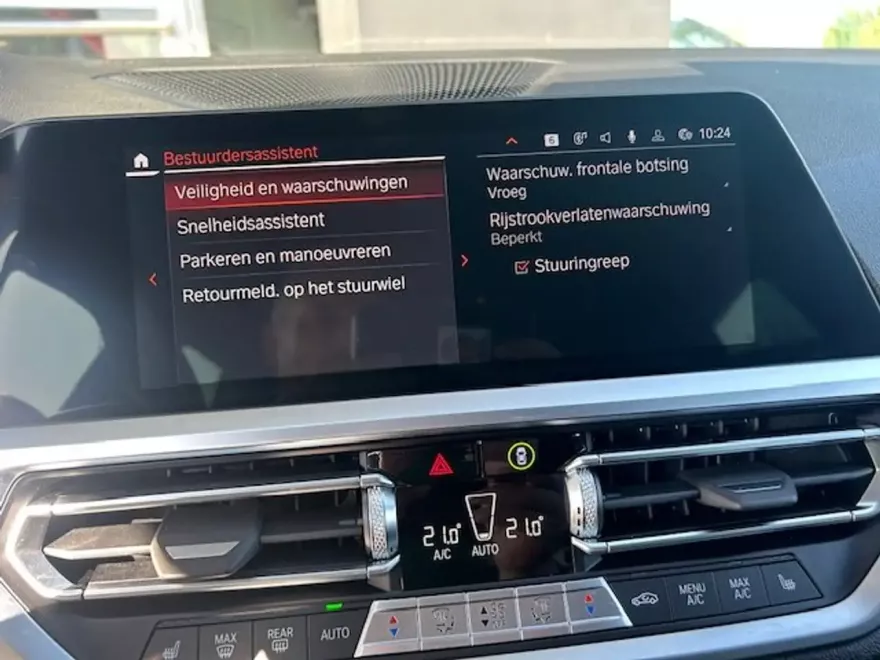 6 10:24
Bestuurdersassistent
Veiligheid en waarschuwingen
Snelheidsassistent
Parkeren en manoeuvreren
Retourmeld. op het stuurwiel
Waarschuw. frontale botsing
Vroeg
Rijstrookverlatenwaarschuwing
Beperkt
Stuuringreep
21.0° 21.0°
A/C AUTO
MAX
REAR
AUTO
MENU
A/C
MAX
A/C